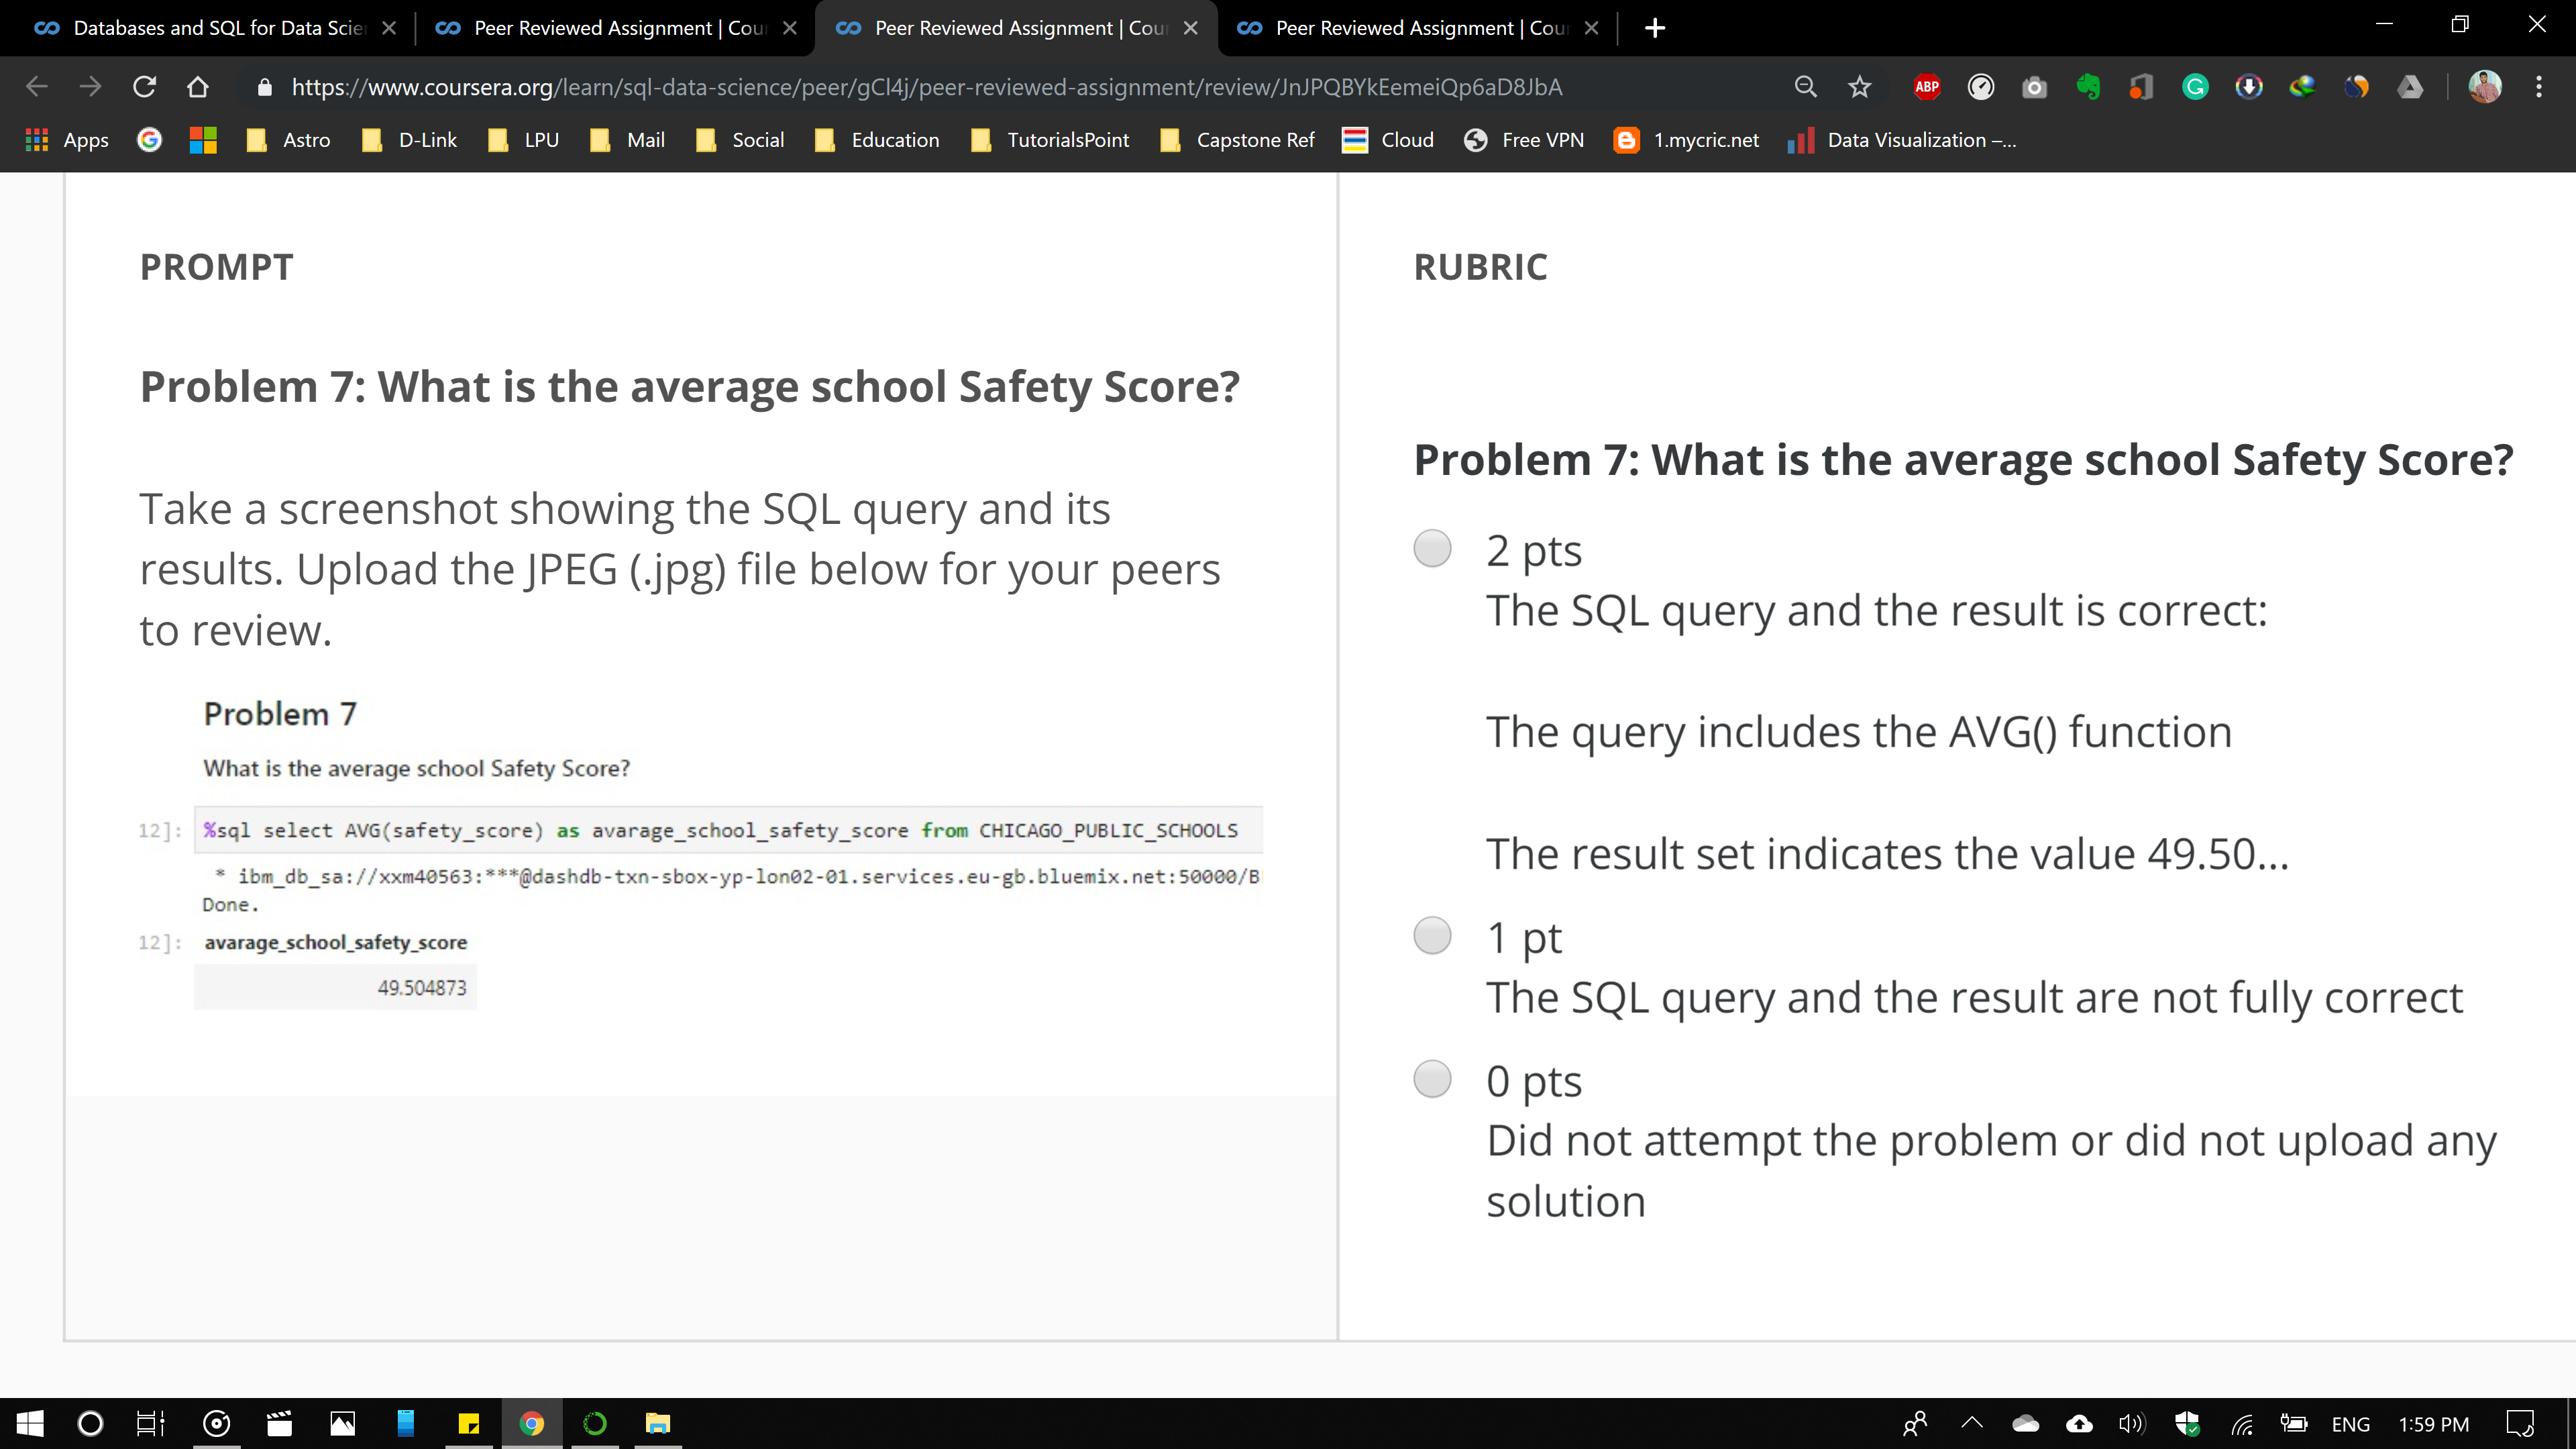 Databases and SQL for Data Scie
Peer Reviewed Assignment | Cou
Peer Reviewed Assignment | Cou
Peer Reviewed Assignment | Cou
https://www.coursera.org/learn/sql-data-science/peer/gCl4j/peer-reviewed-assignment/review/JnJPQBYkEemeiQp6aD8JbA
ABP
Apps
Astro
D-Link
LPU
Mail
Social
Education
TutorialsPoint
Capstone Ref
Cloud
Free VPN
1.mycric.net
Data Visualization –...
PROMPT
Problem 7: What is the average school Safety Score?
Take a screenshot showing the SQL query and its
results. Upload the JPEG (.jpg) file below for your peers
to review.
Problem 7
What is the average school Safety Score?
12]: %sql select AVG(safety_score) as avarage_school_safety_score from CHICAGO_PUBLIC_SCHOOLS
* ibm_db_sa://xxm40563:***@dashdb-txn-sbox-yp-lon02-01.services.eu-gb.bluemix.net:50000/B
Done.
12]: avarage_school_safety_score
49.504873
RUBRIC
Problem 7: What is the average school Safety Score?
2 pts
The SQL query and the result is correct:
The query includes the AVG() function
The result set indicates the value 49.50...
1 pt
The SQL query and the result are not fully correct
0 pts
Did not attempt the problem or did not upload any
solution
ENG
1:59 PM